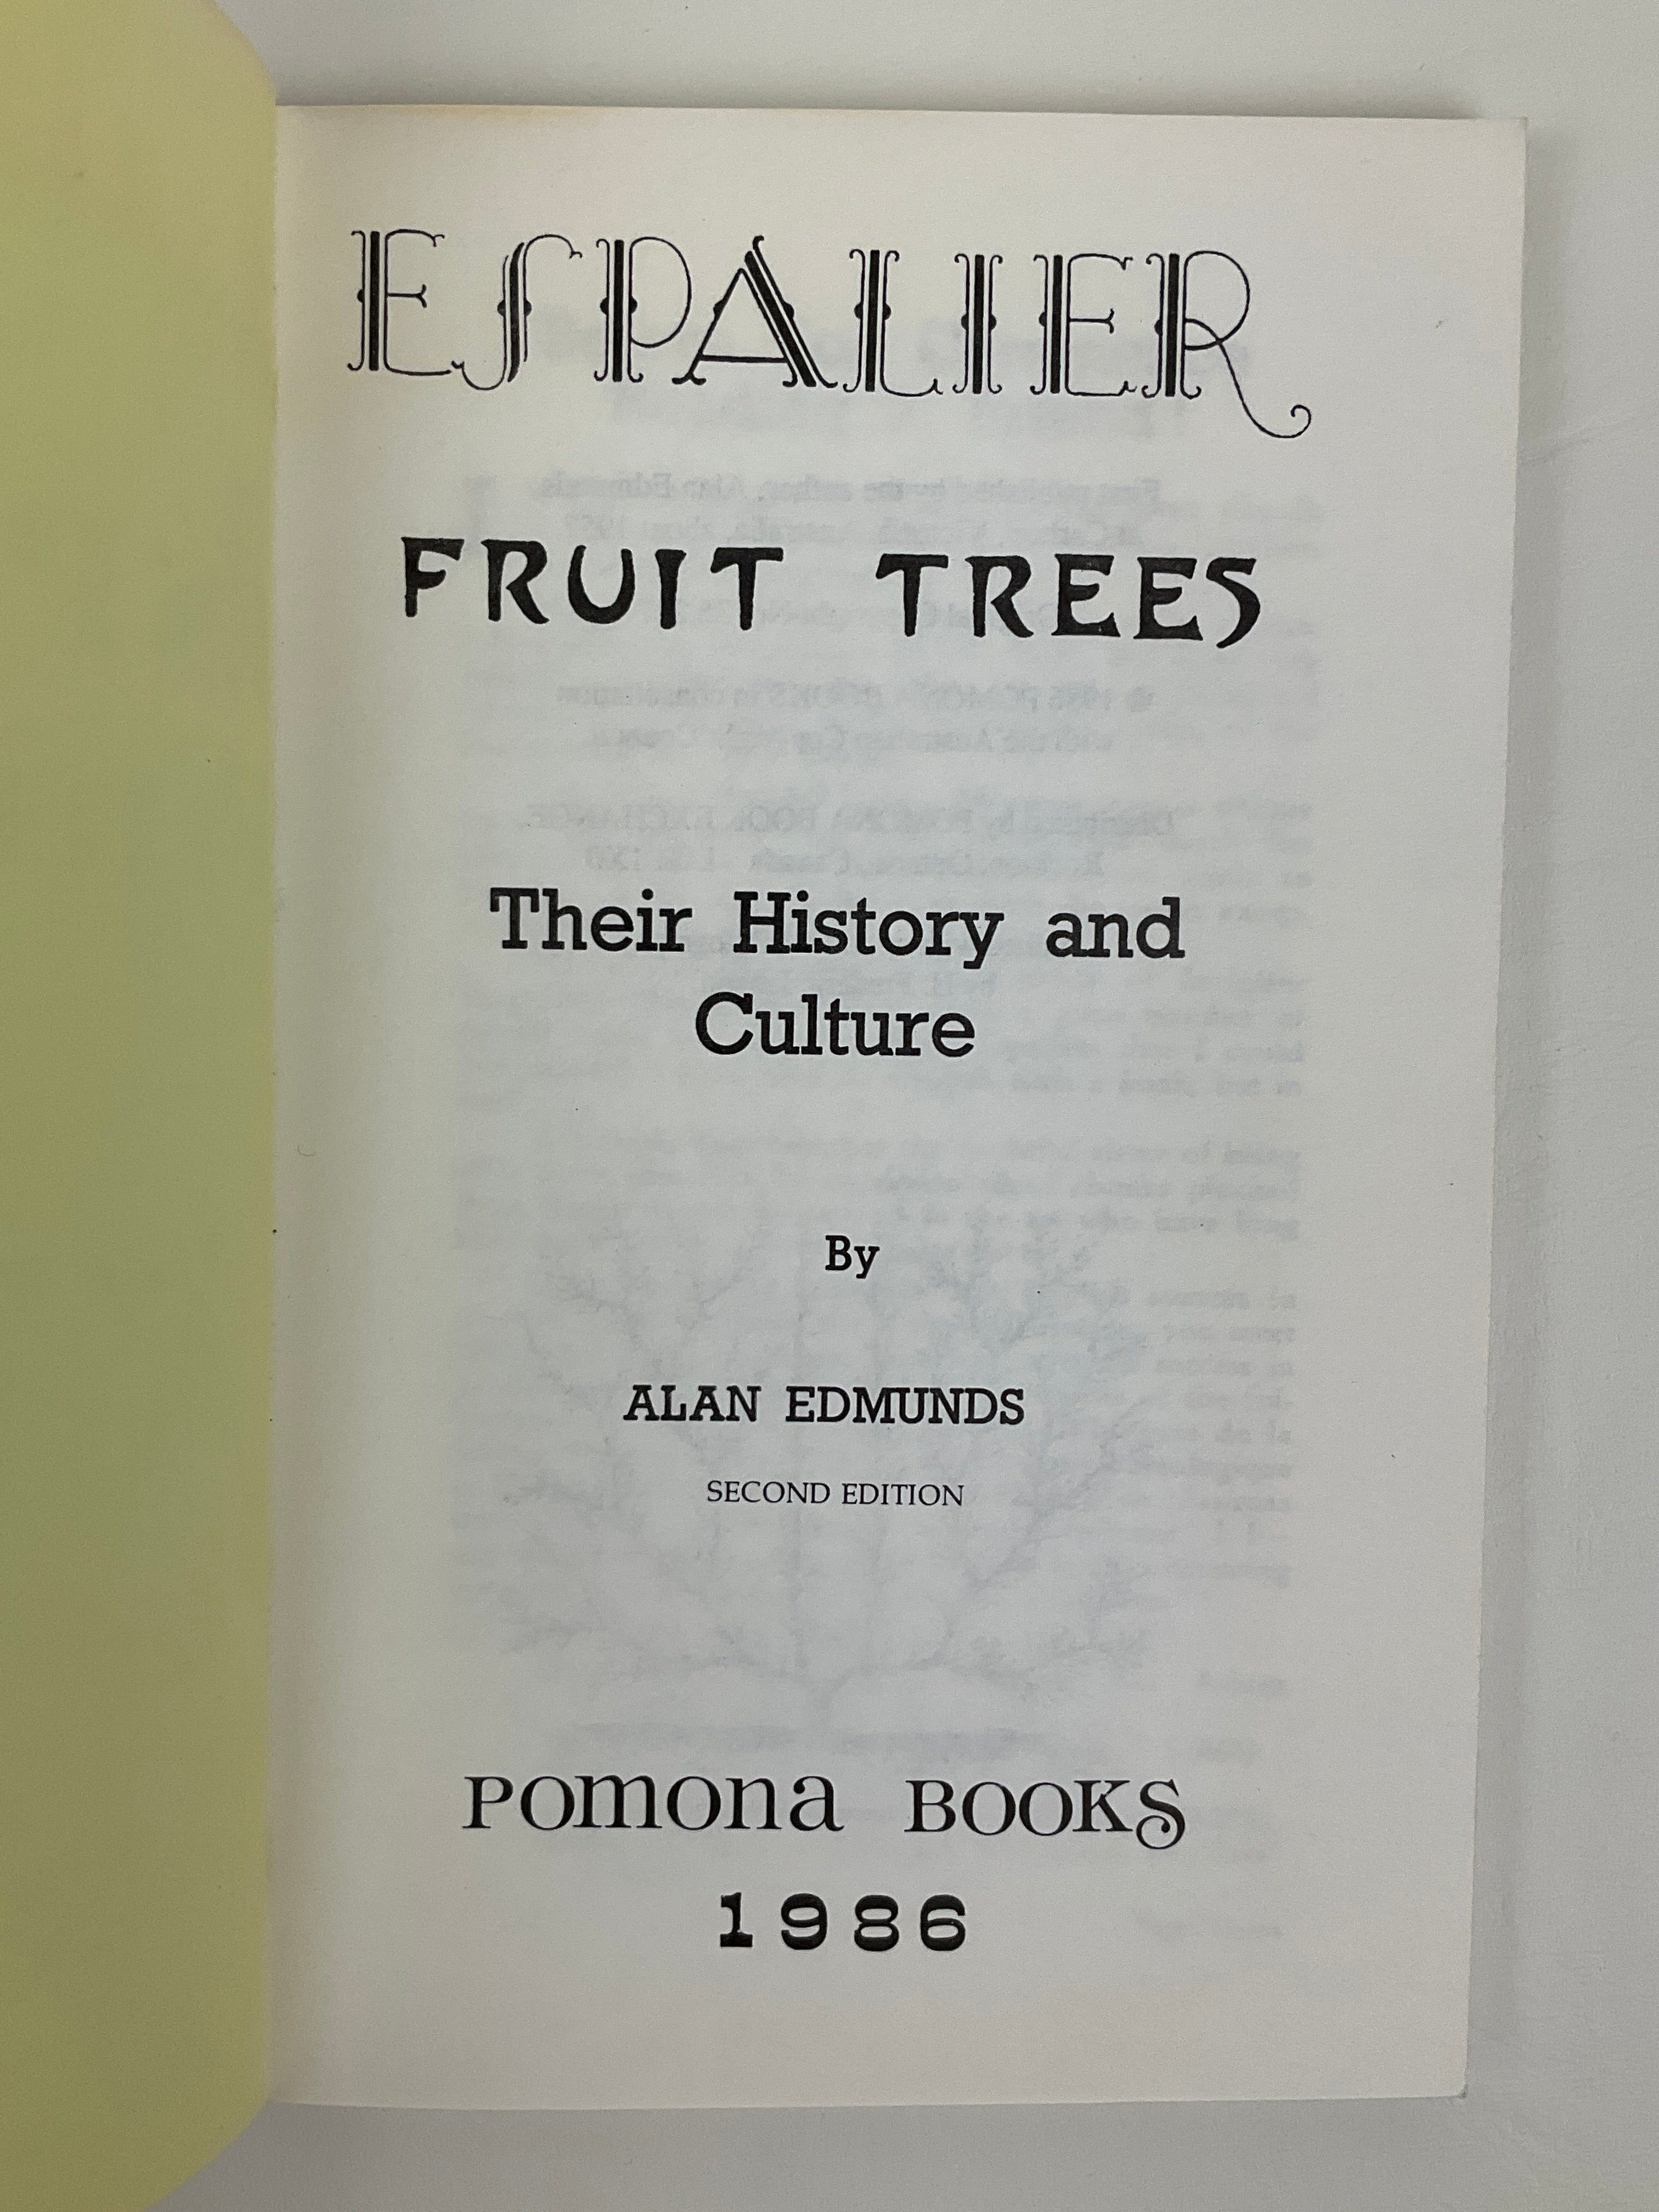 ESPALIER
FRUIT TREES
Their History and
Culture
By
ALAN EDMUNDS
SECOND EDITION
POmOna BOOKS
1986